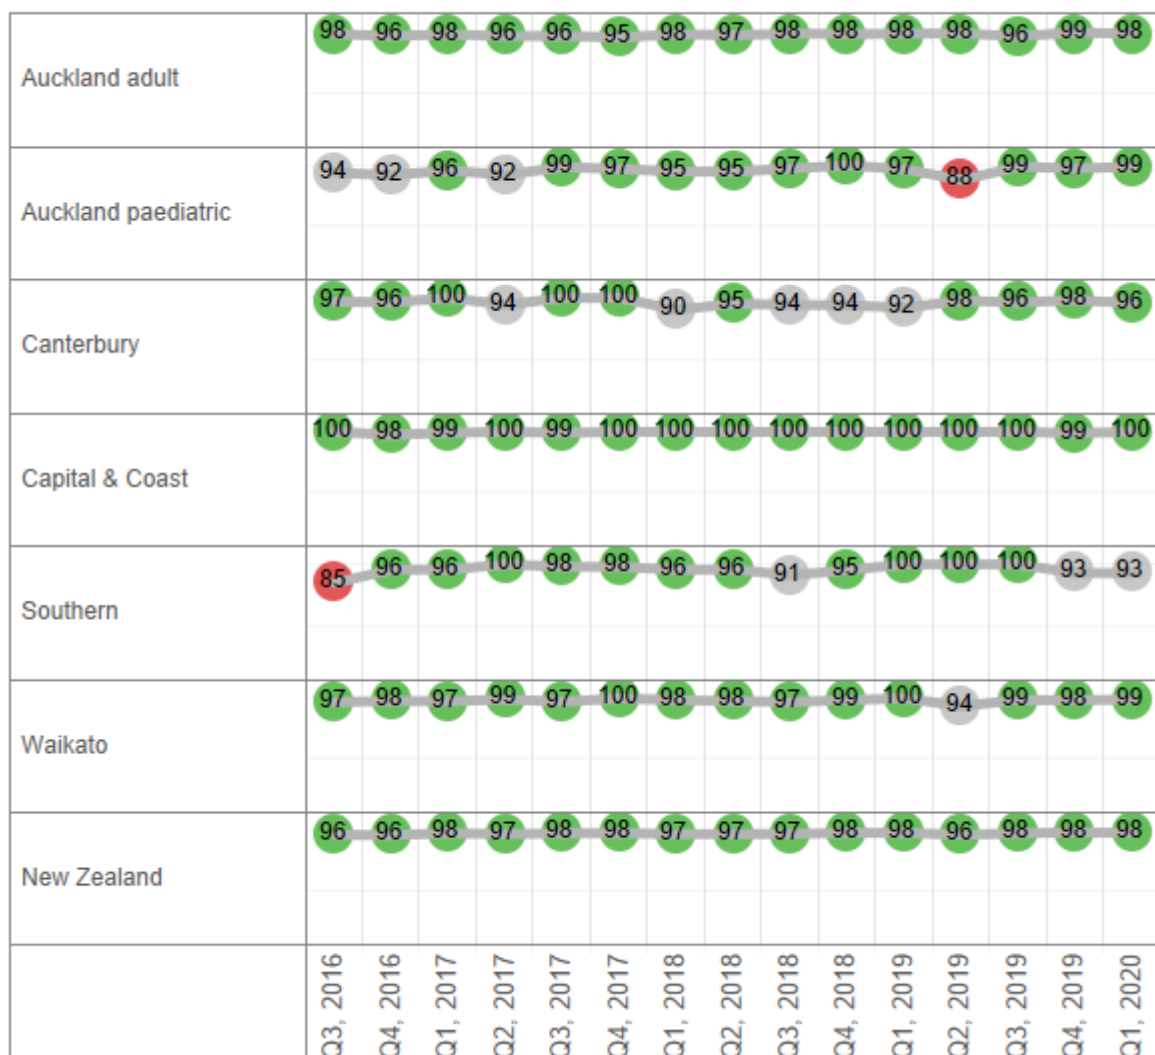 98 96 98 96 96 95 98 97 98 98 98 98 96 99 98
Auckland adult
94 92 96 92 99 97 95 95 97 100 97 88 99 97 99
Auckland paediatric
97 96 100 94 100 100 90 95 94 94 92 98 96 98 96
Canterbury
100 98 99 100 99 100 100 100 100 100 100 100 100 99 100
Capital & Coast
85 96 96 100 98 98 96 96 91 95 100 100 100 93 93
Southern
97 98 97 99 97 100 98 98 97 99 100 94 99 98 99
Waikato
96 96 98 97 98 98 97 97 97 98 98 96 98 98 98
New Zealand
Q3, 2016
Q4, 2016
Q1, 2017
Q2, 2017
Q3, 2017
Q4, 2017
Q1, 2018
Q2, 2018
Q3, 2018
Q4, 2018
Q1, 2019
Q2, 2019
Q3, 2019
Q4, 2019
Q1, 2020